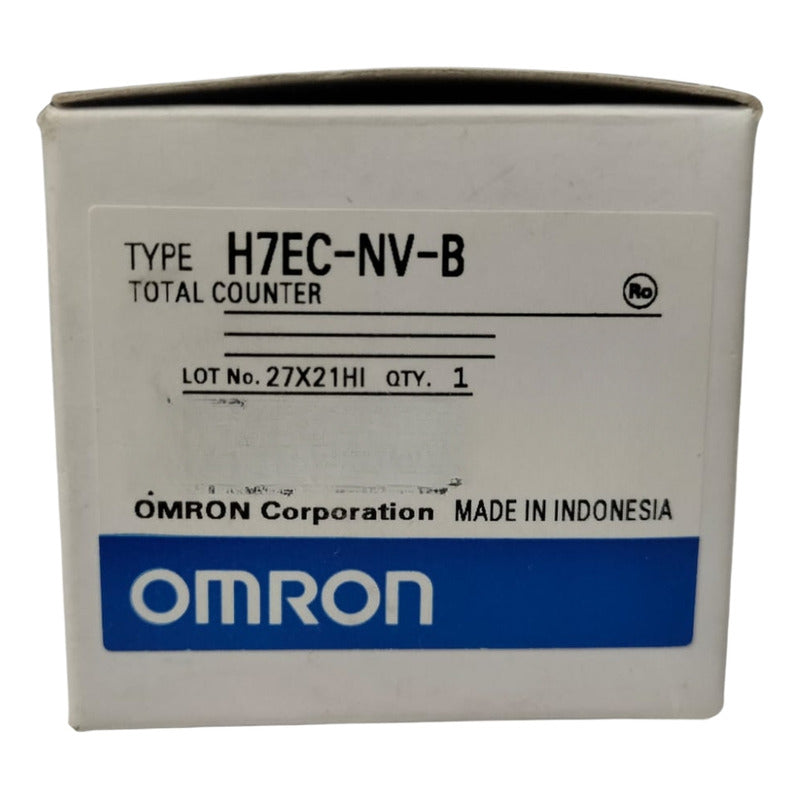 TYPE H7EC-NV-B
TOTAL COUNTER Ro
LOT No. 27X21HI QTY. 1
OMRON Corporation MADE IN INDONESIA
OMRON